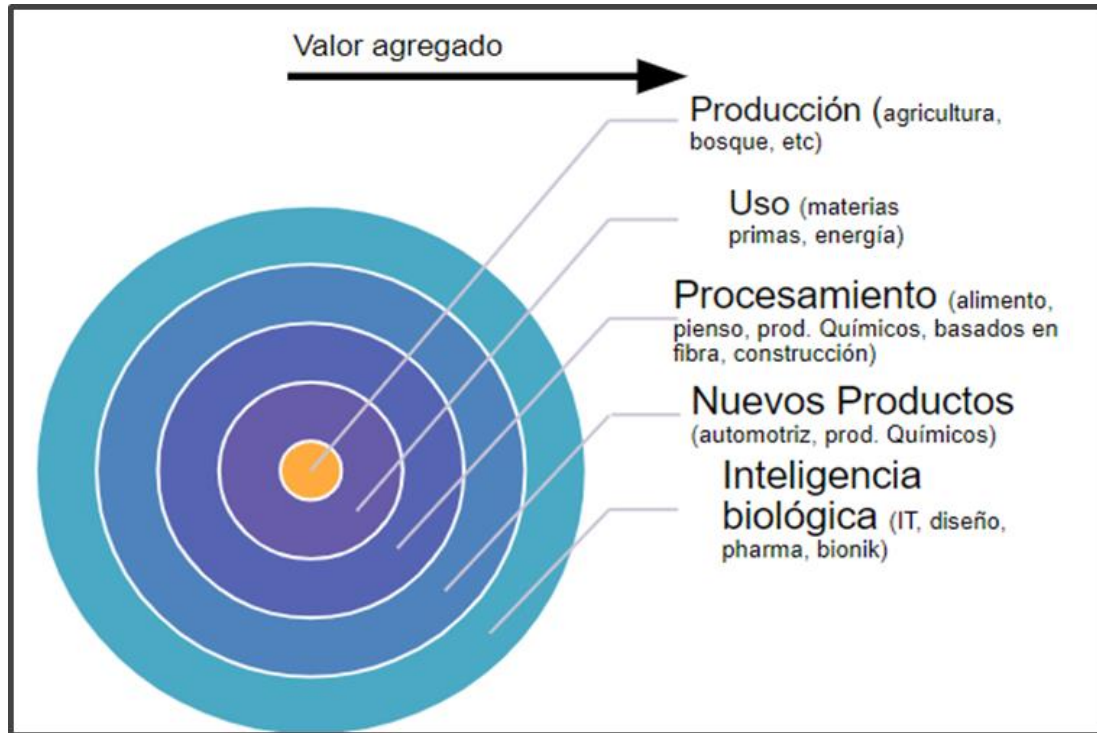 Valor agregado
Producción (agricultura,
bosque, etc)
Uso (materias
primas, energía)
Procesamiento (alimento,
pienso, prod. Químicos, basados en
fibra, construcción)
Nuevos Productos
(automotriz, prod. Químicos)
Inteligencia
biológica (IT, diseño,
pharma, bionik)